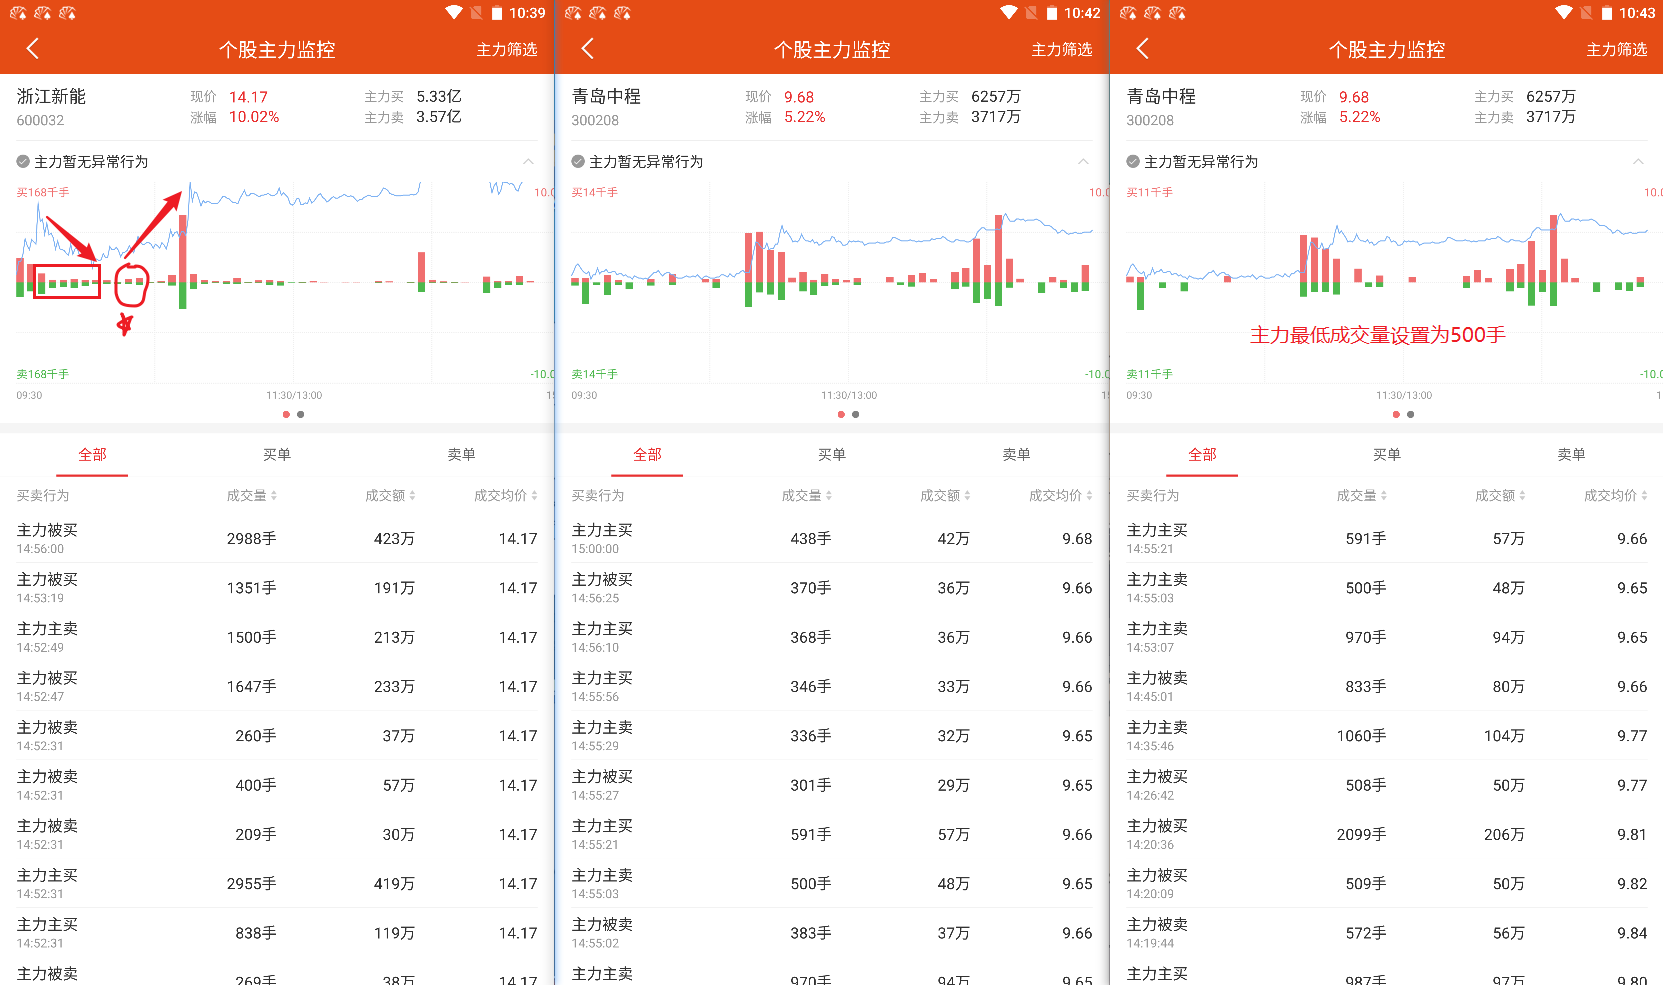 10:39
个股主力监控
主力筛选
浙江新能
600032
现价 14.17
涨幅 10.02%
主力买 5.33亿
主力卖 3.57亿
主力暂无异常行为
买168千手
10.0
卖168千手
-10.0
09:30
11:30/13:00
15
全部
买单
卖单
买卖行为 成交量 成交额 成交均价
主力被买 2988手 423万 14.17
14:56:00
主力被买 1351手 191万 14.17
14:53:19
主力主卖 1500手 213万 14.17
14:52:49
主力被买 1647手 233万 14.17
14:52:47
主力被卖 260手 37万 14.17
14:52:31
主力被卖 400手 57万 14.17
14:52:31
主力被卖 209手 30万 14.17
14:52:31
主力主买 2955手 419万 14.17
14:52:31
主力主买 838手 119万 14.17
14:52:31
主力被卖 269手 38万 14.17
10:42
个股主力监控
主力筛选
青岛中程
300208
现价 9.68
涨幅 5.22%
主力买 6257万
主力卖 3717万
主力暂无异常行为
买14千手
10.0
卖14千手
-10.0
09:30
11:30/13:00
1
全部
买单
卖单
买卖行为 成交量 成交额 成交均价
主力主买 438手 42万 9.68
15:00:00
主力被买 370手 36万 9.66
14:56:25
主力主买 368手 36万 9.66
14:56:10
主力主买 346手 33万 9.66
14:55:56
主力主卖 336手 32万 9.65
14:55:29
主力被买 301手 29万 9.65
14:55:27
主力主买 591手 57万 9.66
14:55:21
主力主卖 500手 48万 9.65
14:55:03
主力被卖 383手 37万 9.66
14:55:02
主力主卖 970手 94万 9.65
10:43
个股主力监控
主力筛选
青岛中程
300208
现价 9.68
涨幅 5.22%
主力买 6257万
主力卖 3717万
主力暂无异常行为
买11千手
10.0
主力最低成交量设置为500手
卖11千手
-10.0
09:30
11:30/13:00
1
全部
买单
卖单
买卖行为 成交量 成交额 成交均价
主力主买 591手 57万 9.66
14:55:21
主力主卖 500手 48万 9.65
14:55:03
主力主卖 970手 94万 9.65
14:53:07
主力被卖 833手 80万 9.66
14:45:01
主力主卖 1060手 104万 9.77
14:35:46
主力被买 508手 50万 9.77
14:26:42
主力被买 2099手 206万 9.81
14:20:36
主力被买 509手 50万 9.82
14:20:09
主力被卖 572手 56万 9.84
14:19:44
主力主买 987手 97万 9.80